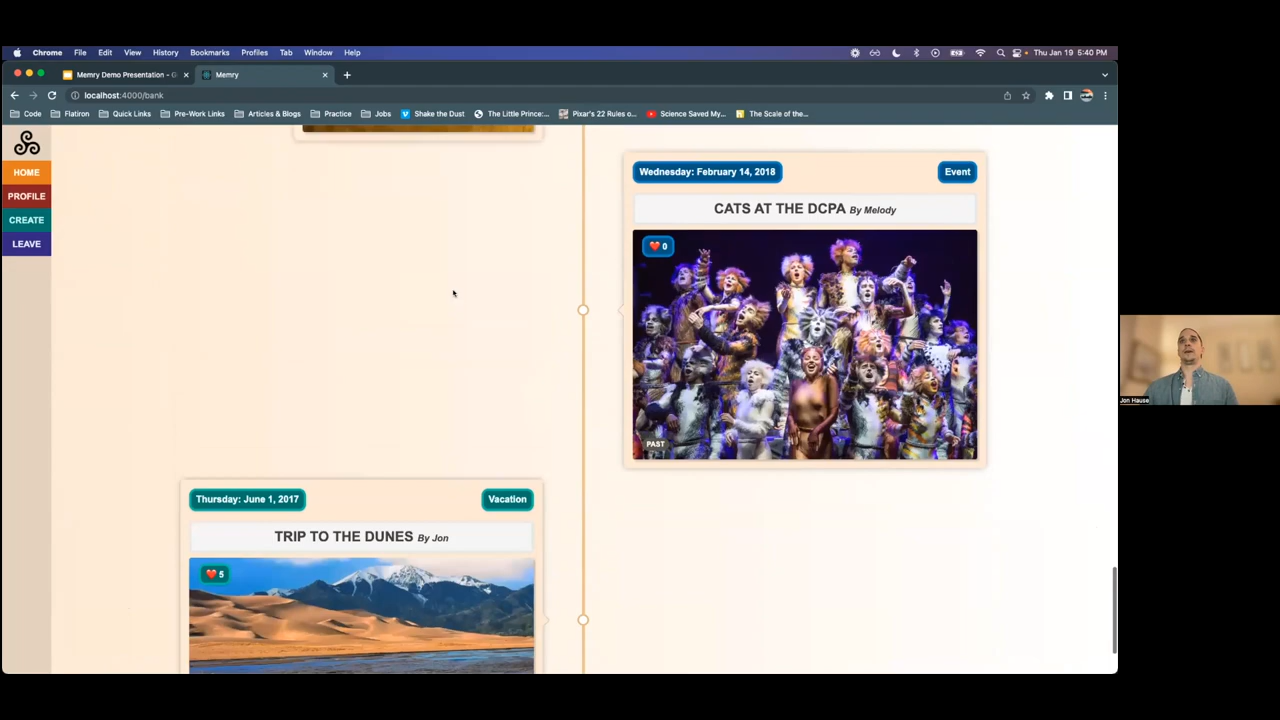 Chrome File Edit View History Bookmarks Profiles Tab Window Help Thu Jan 19 5:40 PM
Memry Demo Presentation - G
Memry
localhost:4000/bank
Code Flatiron Quick Links Pre-Work Links Articles & Blogs Practice Jobs Shake the Dust The Little Prince:... Pixar's 22 Rules o... Science Saved My... The Scale of the...
HOME
PROFILE
CREATE
LEAVE
Wednesday: February 14, 2018 Event
CATS AT THE DCPA By Melody
0
PAST
Thursday: June 1, 2017 Vacation
TRIP TO THE DUNES By Jon
5
Jon Hause